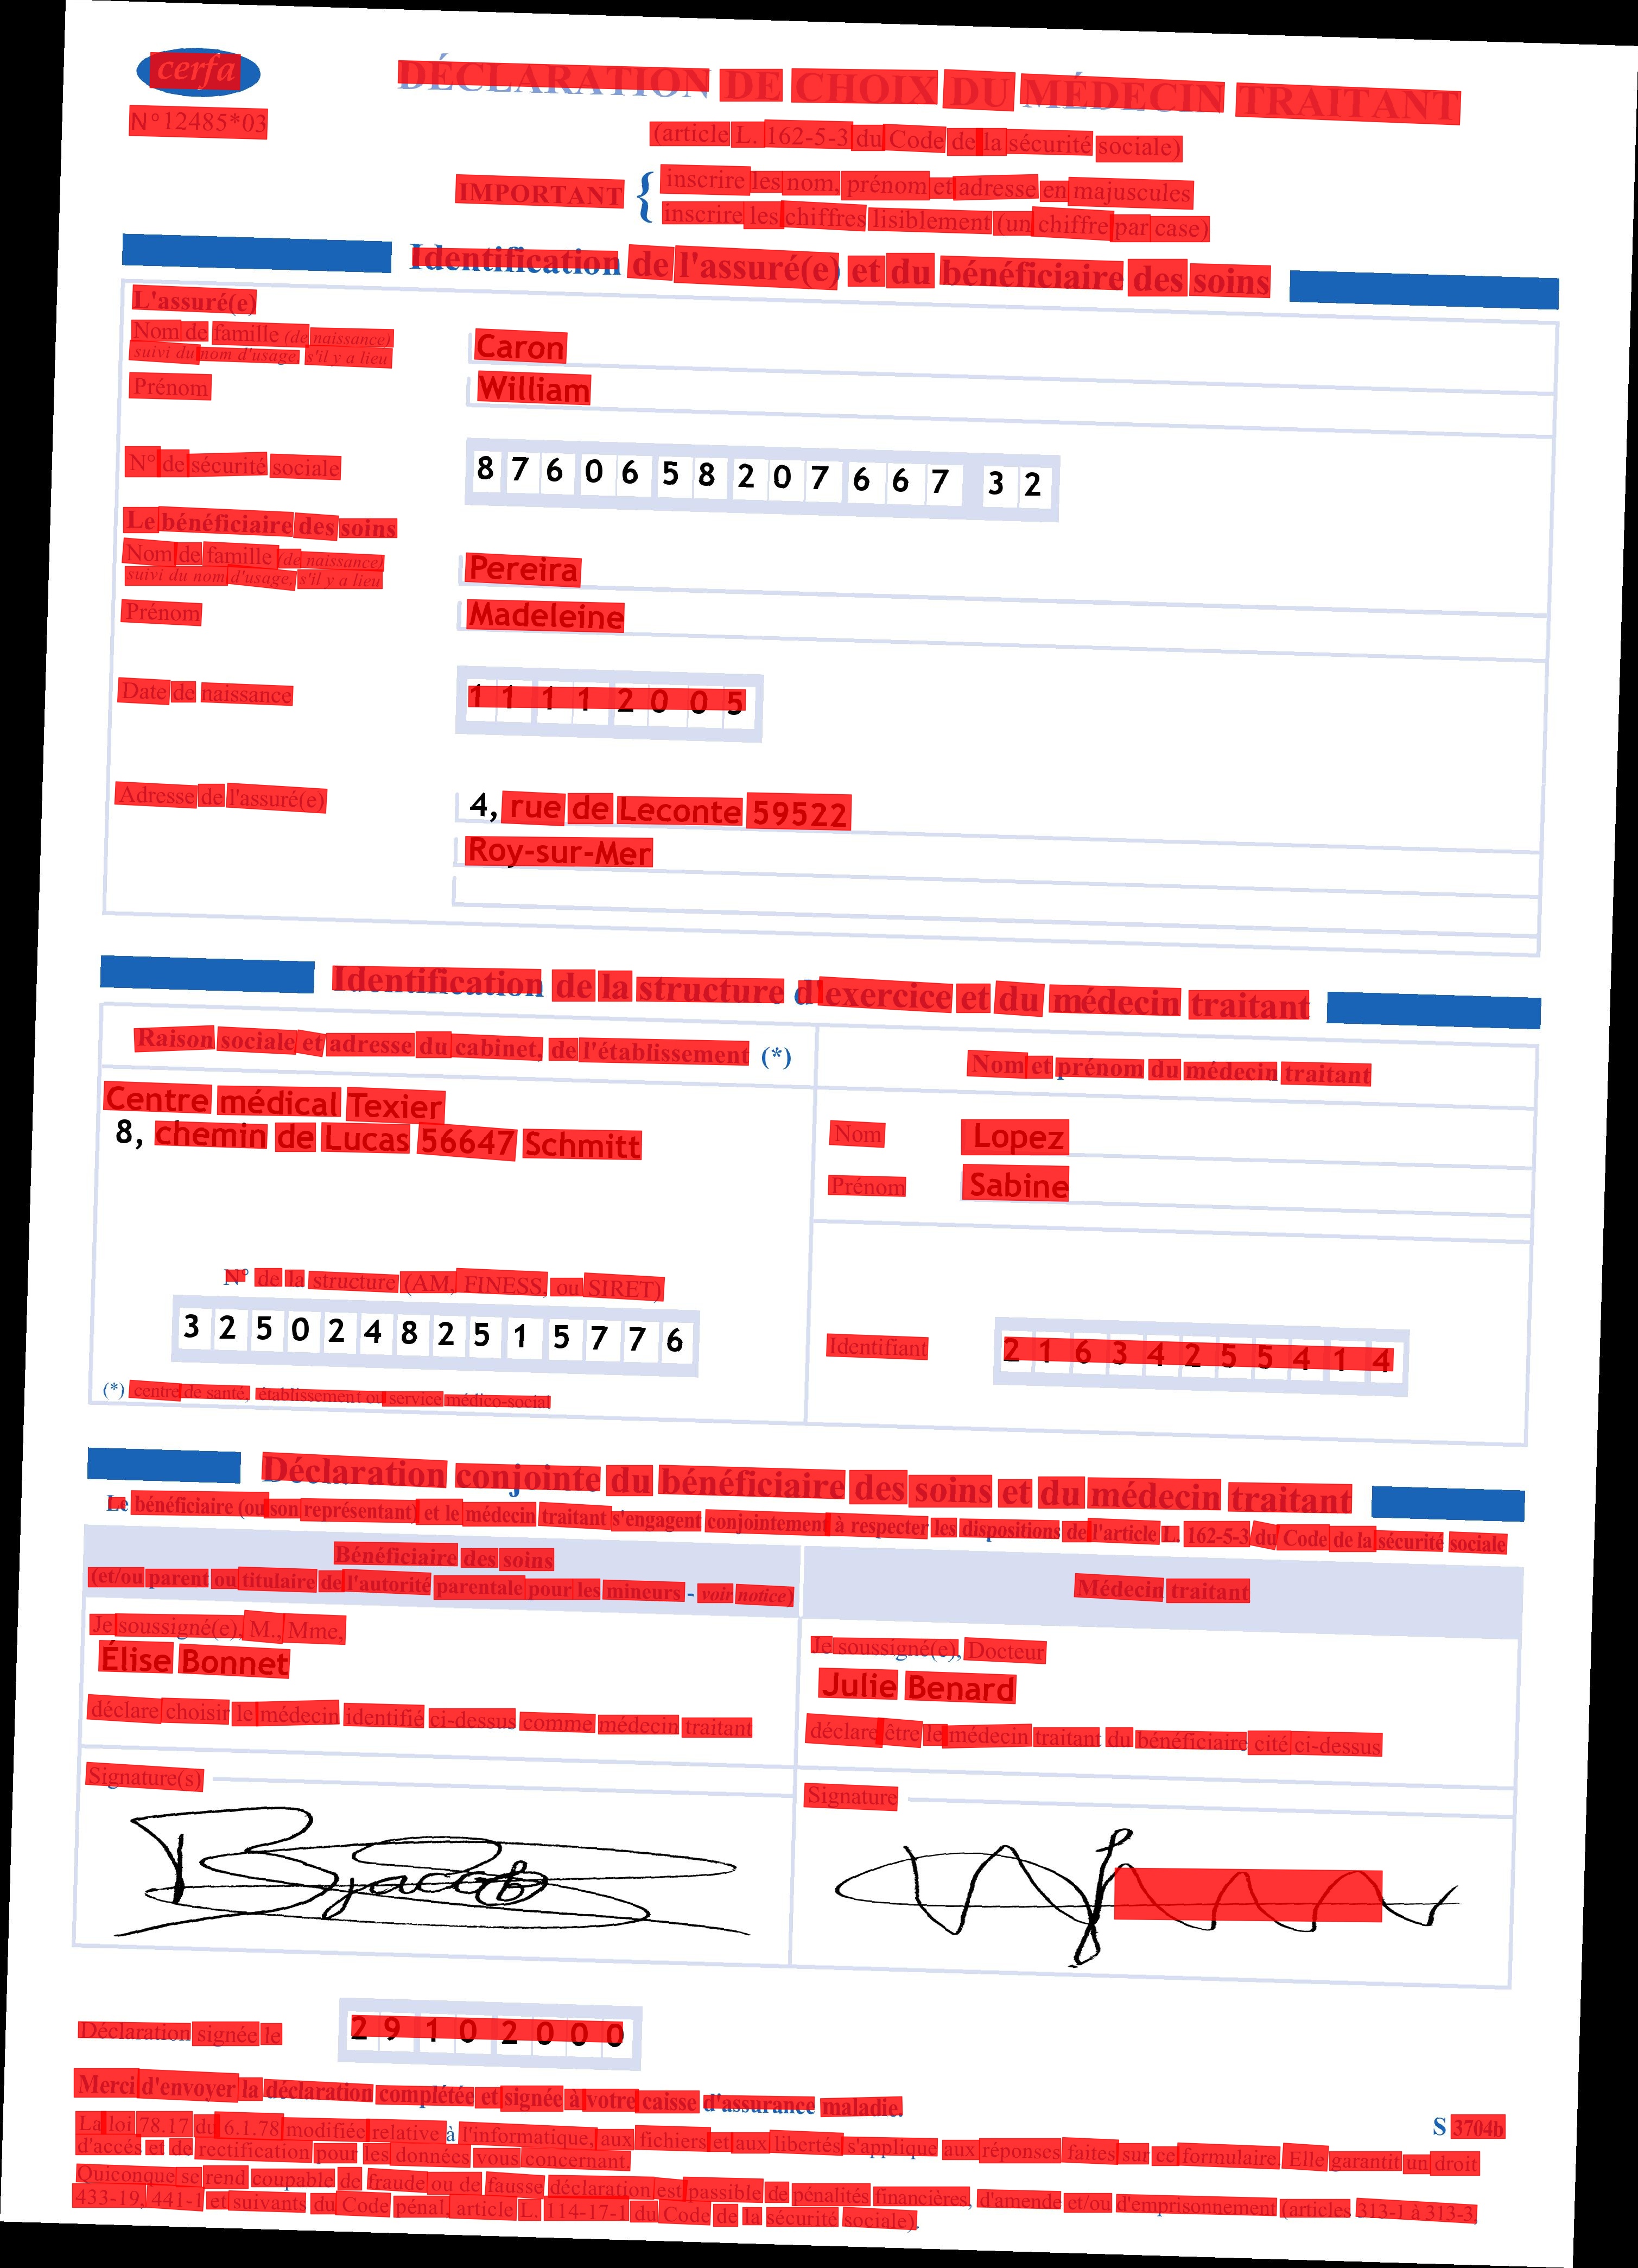 cerfa
N°12485*03
DÉCLARATION DE CHOIX DU MÉDECIN TRAITANT
(article L. 162-5-3 du Code de la sécurité sociale)
IMPORTANT { inscrire les nom, prénom et adresse en majuscules
inscrire les chiffres lisiblement (un chiffre par case)
Identification de l'assuré(e) et du bénéficiaire des soins
L'assuré(e)
Nom de famille (de naissance)
suivi du nom d'usage, s'il y a lieu
Caron
Prénom William
N° de sécurité sociale 8 7 6 0 6 5 8 2 0 7 6 6 7 3 2
Le bénéficiaire des soins
Nom de famille (de naissance)
suivi du nom d'usage, s'il y a lieu
Pereira
Prénom Madeleine
Date de naissance 1 1 1 1 2 0 0 5
Adresse de l'assuré(e) 4, rue de Leconte 59522
Roy-sur-Mer
Identification de la structure d'exercice et du médecin traitant
Raison sociale et adresse du cabinet, de l'établissement (*)
Centre médical Texier
8, chemin de Lucas 56647 Schmitt
N° de la structure (AM, FINESS, ou SIRET)
3 2 5 0 2 4 8 2 5 1 5 7 7 6
(*) centre de santé, établissement ou service médico-social
Nom et prénom du médecin traitant
Nom Lopez
Prénom Sabine
Identifiant 2 1 6 3 4 2 5 5 4 1 4
Déclaration conjointe du bénéficiaire des soins et du médecin traitant
Le bénéficiaire (ou son représentant) et le médecin traitant s'engagent conjointement à respecter les dispositions de l'article L. 162-5-3 du Code de la sécurité sociale
Bénéficiaire des soins
(et/ou parent ou titulaire de l'autorité parentale pour les mineurs - voir notice)
Je soussigné(e), M., Mme,
Élise Bonnet
déclare choisir le médecin identifié ci-dessus comme médecin traitant
Signature(s)
Médecin traitant
Je soussigné(e), Docteur
Julie Benard
déclare être le médecin traitant du bénéficiaire cité ci-dessus
Signature
Déclaration signée le 2 9 1 0 2 0 0 0
Merci d'envoyer la déclaration complétée et signée à votre caisse d'assurance maladie.
S 3704b
La loi 78.17 du 6.1.78 modifiée relative à l'informatique, aux fichiers et aux libertés s'applique aux réponses faites sur ce formulaire. Elle garantit un droit
d'accés et de rectification pour les données vous concernant.
Quiconque se rend coupable de fraude ou de fausse déclaration est passible de pénalités financières, d'amende et/ou d'emprisonnement (articles 313-1 à 313-3,
433-19, 441-1 et suivants du Code pénal, article L. 114-17-1 du Code de la sécurité sociale).